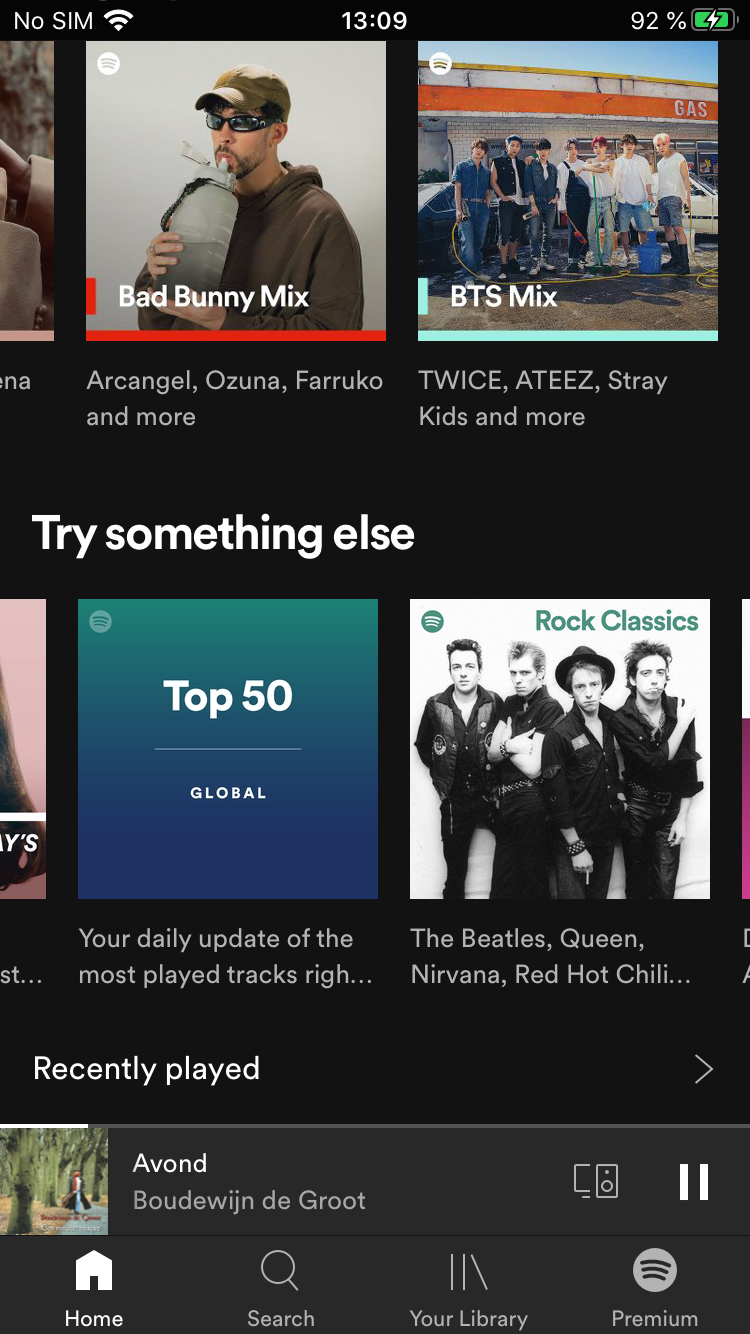 No SIM 13:09 92 %
GAS
Bad Bunny Mix
BTS Mix
ena
Arcangel, Ozuna, Farruko
and more
TWICE, ATEEZ, Stray
Kids and more
Try something else
Rock Classics
Top 50
GLOBAL
AY'S
st...
Your daily update of the
most played tracks righ...
The Beatles, Queen,
Nirvana, Red Hot Chili...
Recently played
Avond
Boudewijn de Groot
Home
Search
Your Library
Premium